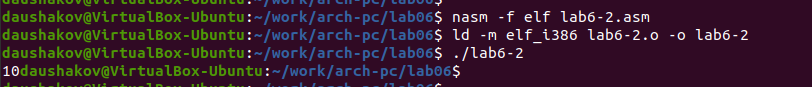 daushakov@VirtualBox-Ubuntu:~/work/arch-pc/lab06$ nasm -f elf lab6-2.asm
daushakov@VirtualBox-Ubuntu:~/work/arch-pc/lab06$ ld -m elf_i386 lab6-2.o -o lab6-2
daushakov@VirtualBox-Ubuntu:~/work/arch-pc/lab06$ ./lab6-2
10daushakov@VirtualBox-Ubuntu:~/work/arch-pc/lab06$